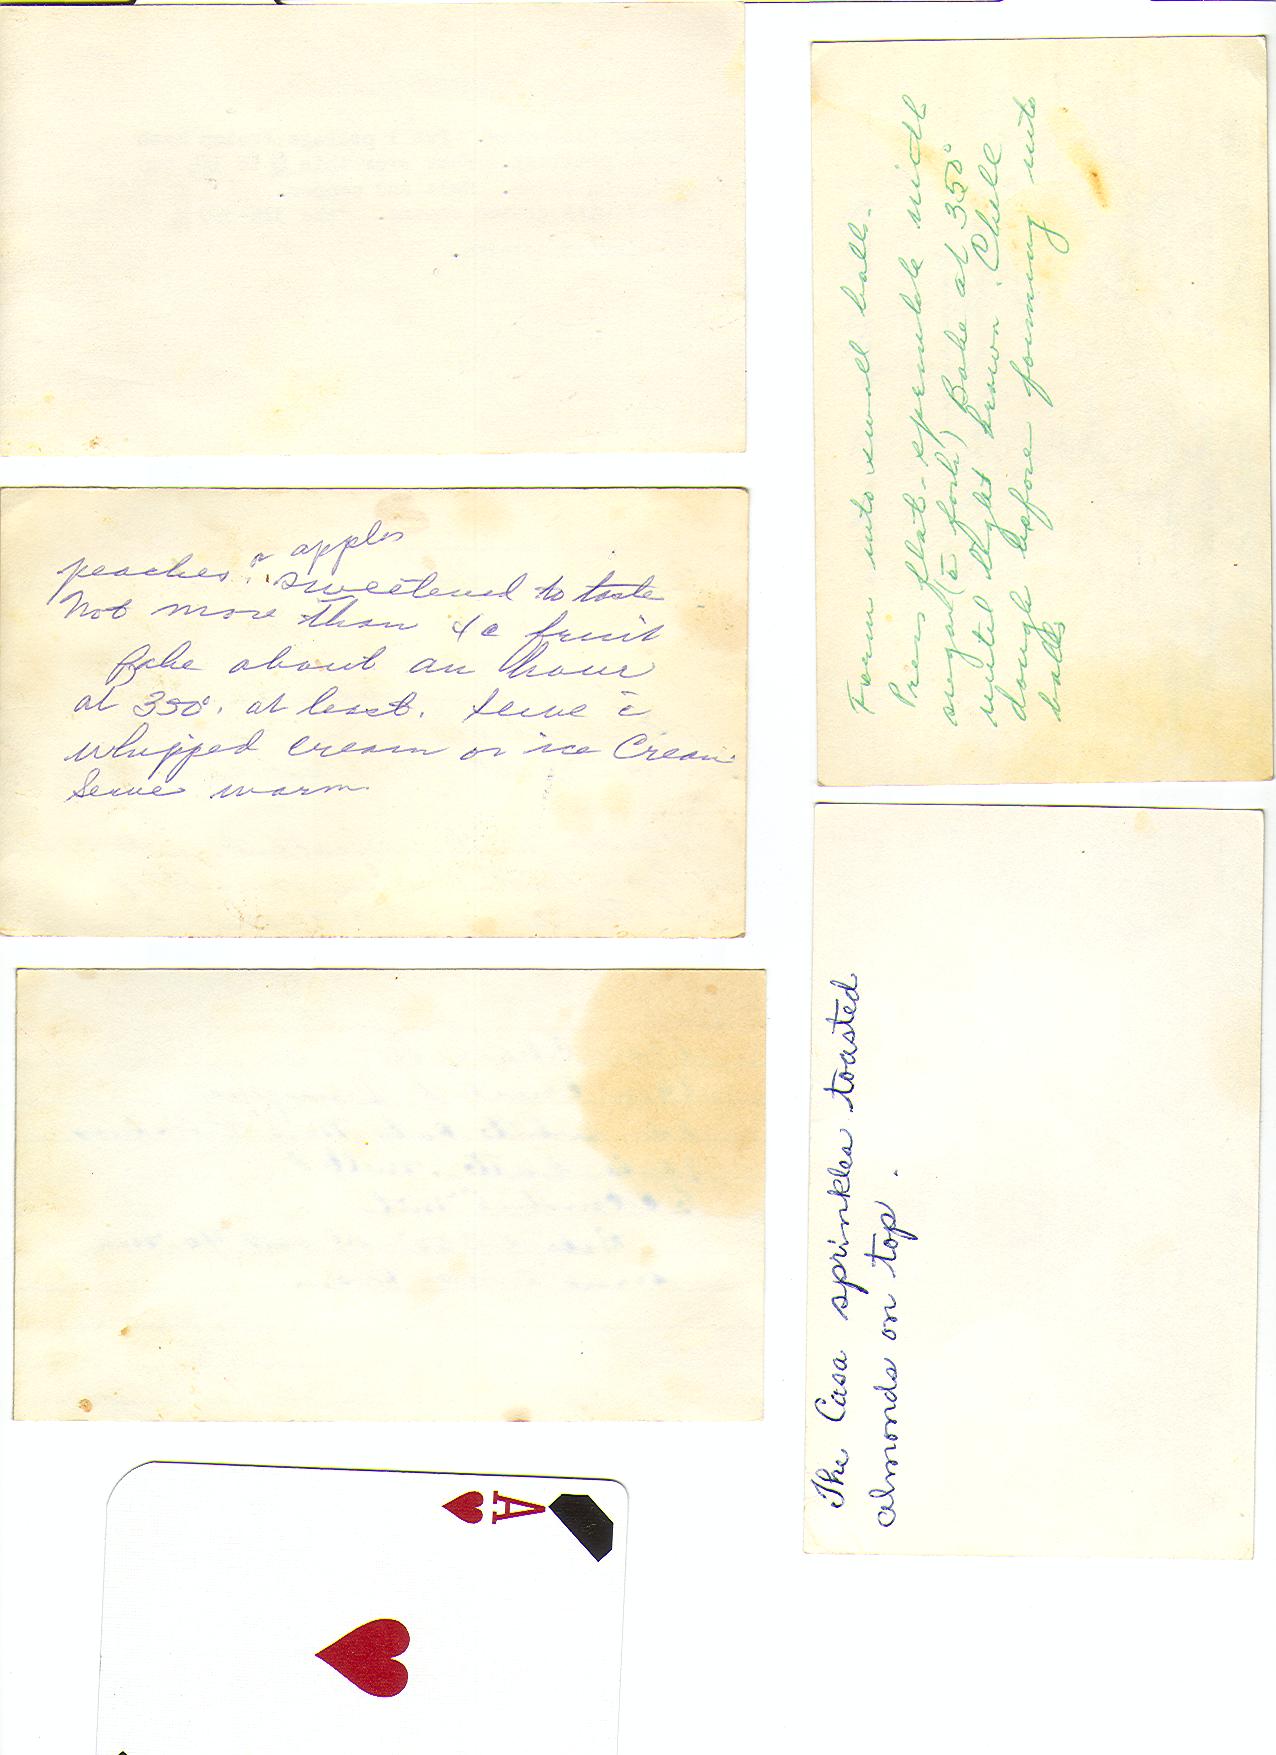 peaches or apples
sweetened to taste
Not more than 4c fruit
Bake about an hour
at 350°. at least. Serve c̄
whipped cream or ice Cream
Serve warm
Form into small balls.
Press flat - sprinkle with
sugar (c̄ fork) Bake at 350°
until light brown. Chill
dough before forming into
balls
The Casa sprinkles toasted
almonds on top.
A